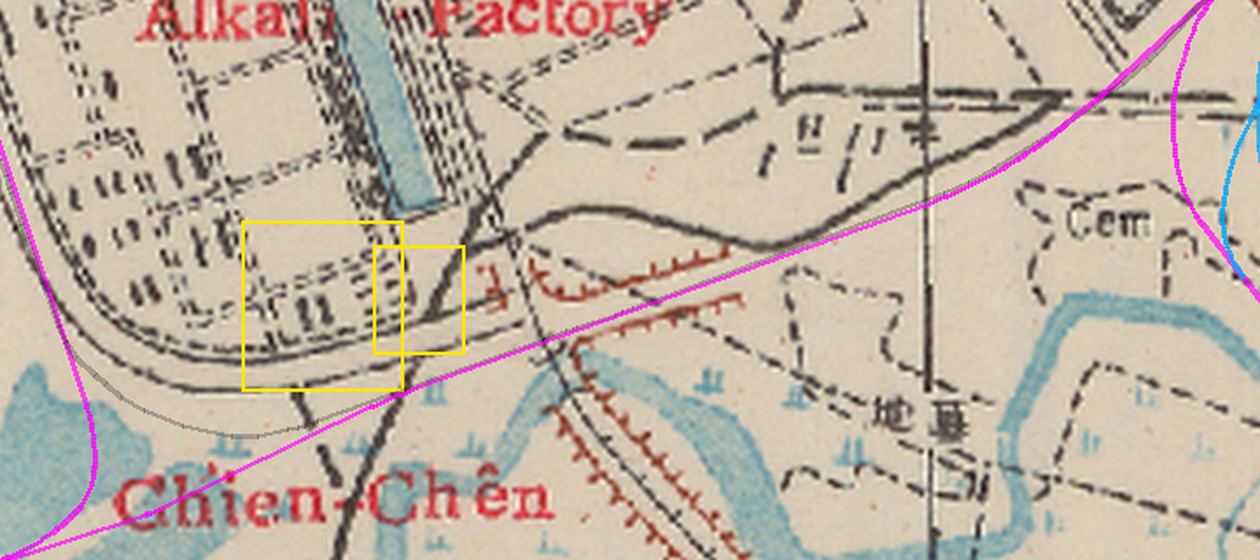 Alkali Factory
Cem
墓地
Chien-Chên